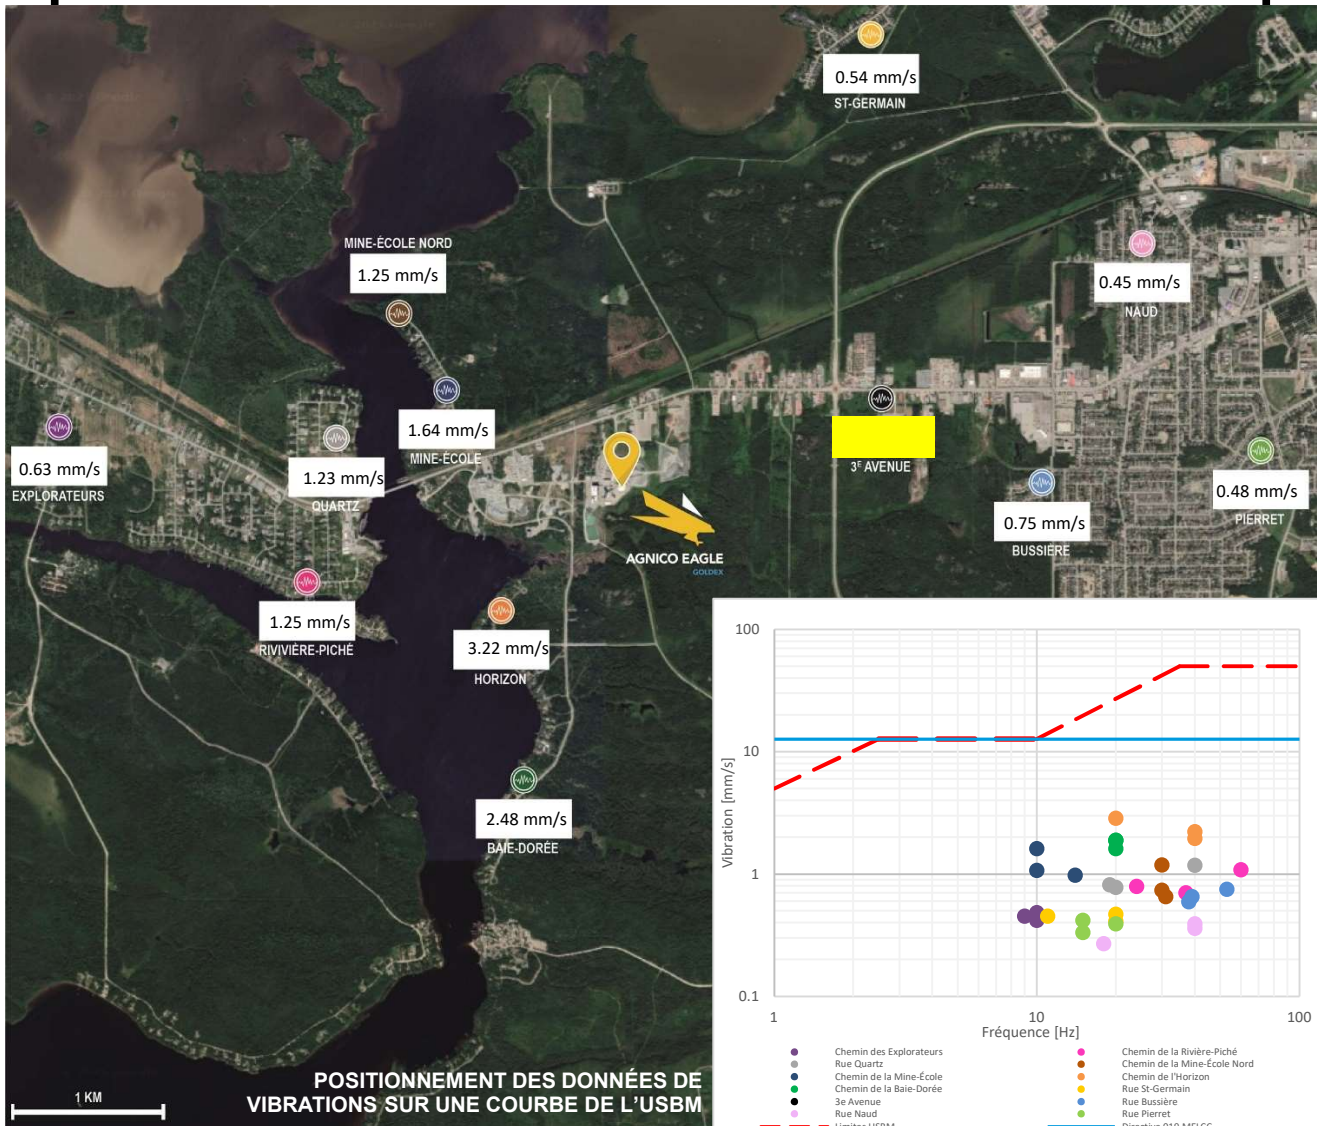 0.54 mm/s
ST-GERMAIN
MINE-ÉCOLE NORD
1.25 mm/s
0.45 mm/s
NAUD
1.64 mm/s
MINE-ÉCOLE
0.63 mm/s
EXPLORATEURS
1.23 mm/s
QUARTZ
3E AVENUE
0.48 mm/s
PIERRET
0.75 mm/s
BUSSIÈRE
AGNICO EAGLE
GOLDEX
1.25 mm/s
RIVIVIÈRE-PICHÉ
3.22 mm/s
HORIZON
2.48 mm/s
BAIE-DORÉE
POSITIONNEMENT DES DONNÉES DE
VIBRATIONS SUR UNE COURBE DE L'USBM
1 KM
100
10
1
0.1
Vibration [mm/s]
1
10
100
Fréquence [Hz]
Chemin des Explorateurs
Chemin de la Rivière-Piché
Rue Quartz
Chemin de la Mine-École Nord
Chemin de la Mine-École
Chemin de l'Horizon
Chemin de la Baie-Dorée
Rue St-Germain
3e Avenue
Rue Bussière
Rue Naud
Rue Pierret
Limites USBM
Directive 019 MELCC